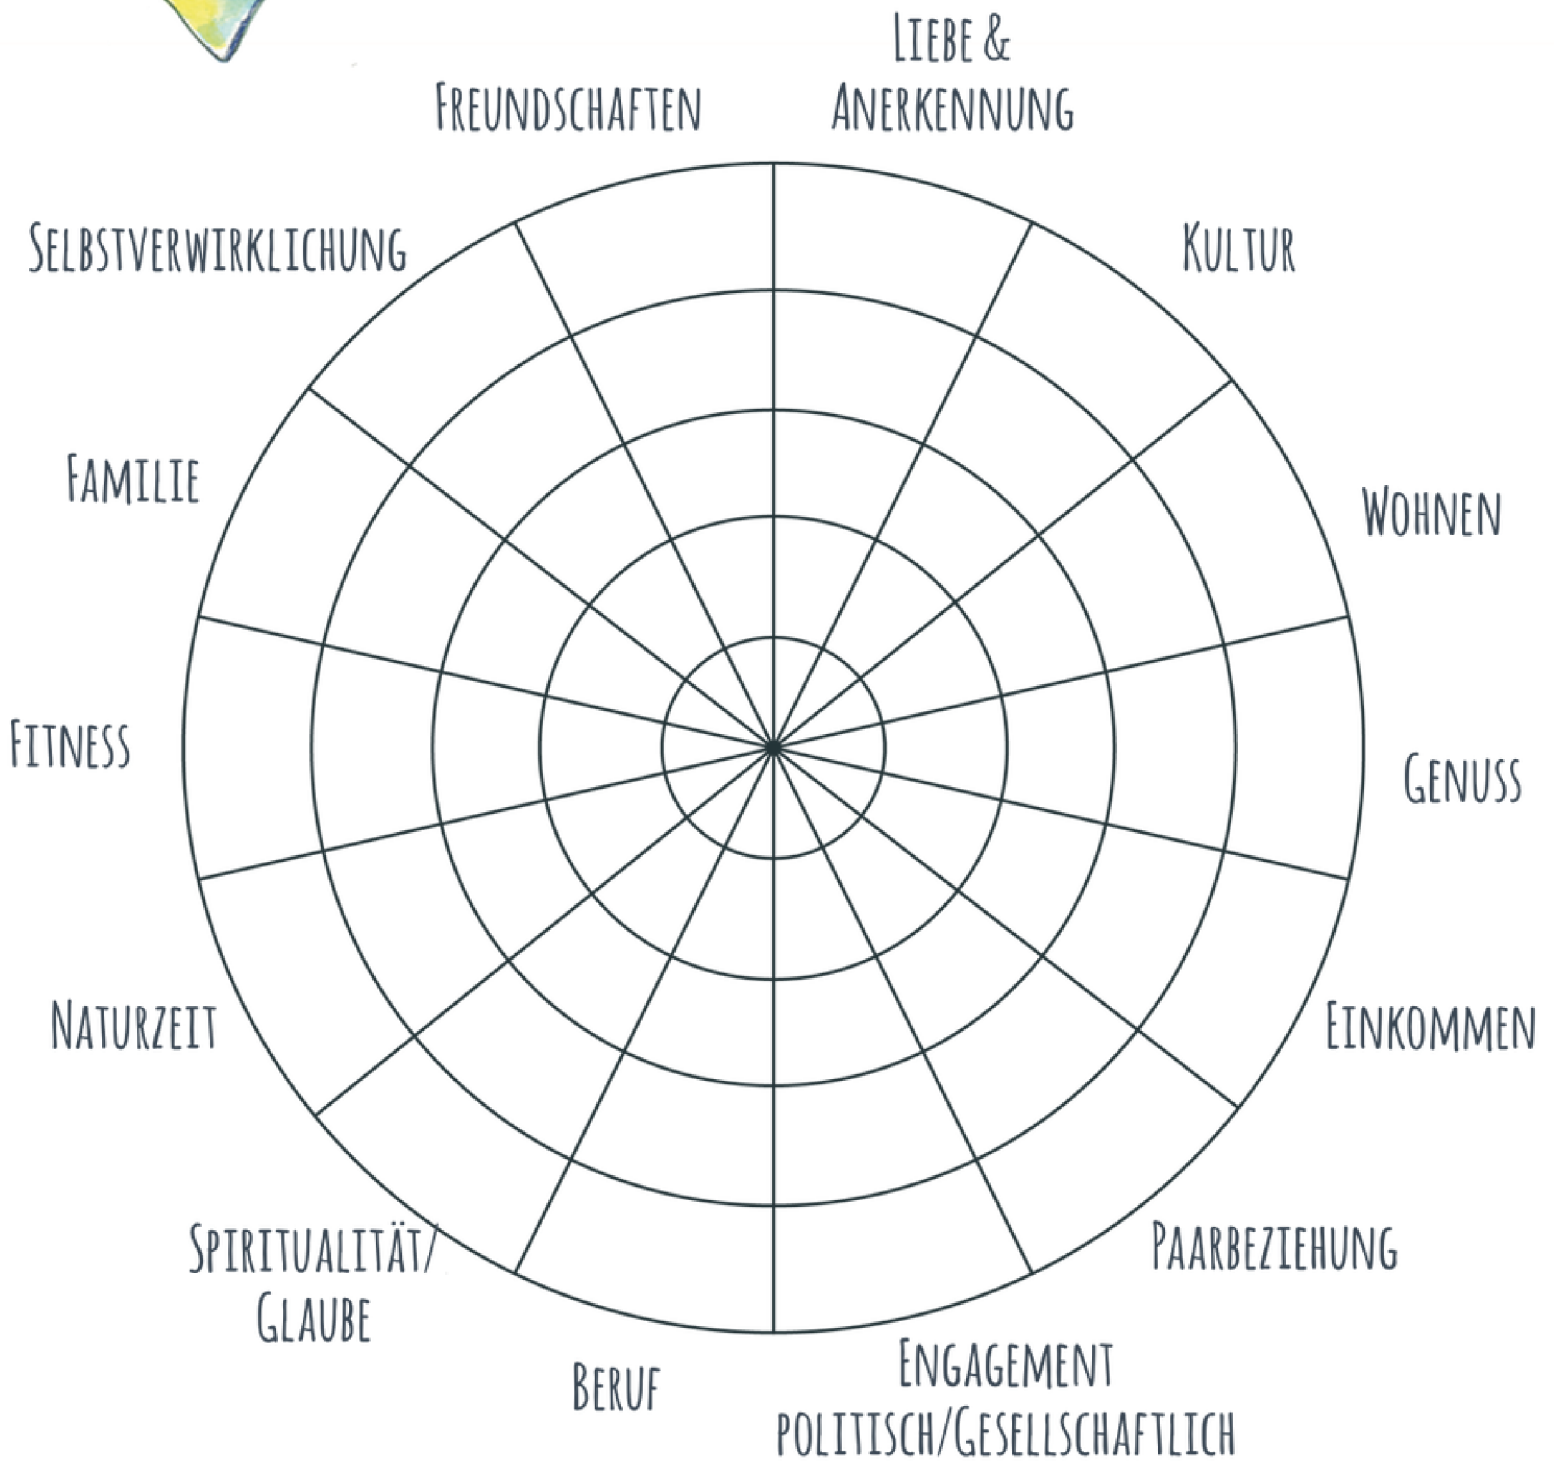 Liebe &
Anerkennung
Freundschaften
Selbstverwirklichung
Kultur
Familie
Wohnen
Fitness
Genuss
Naturzeit
Einkommen
Spiritualität/
Glaube
Paarbeziehung
Beruf
Engagement
politisch/Gesellschaftlich